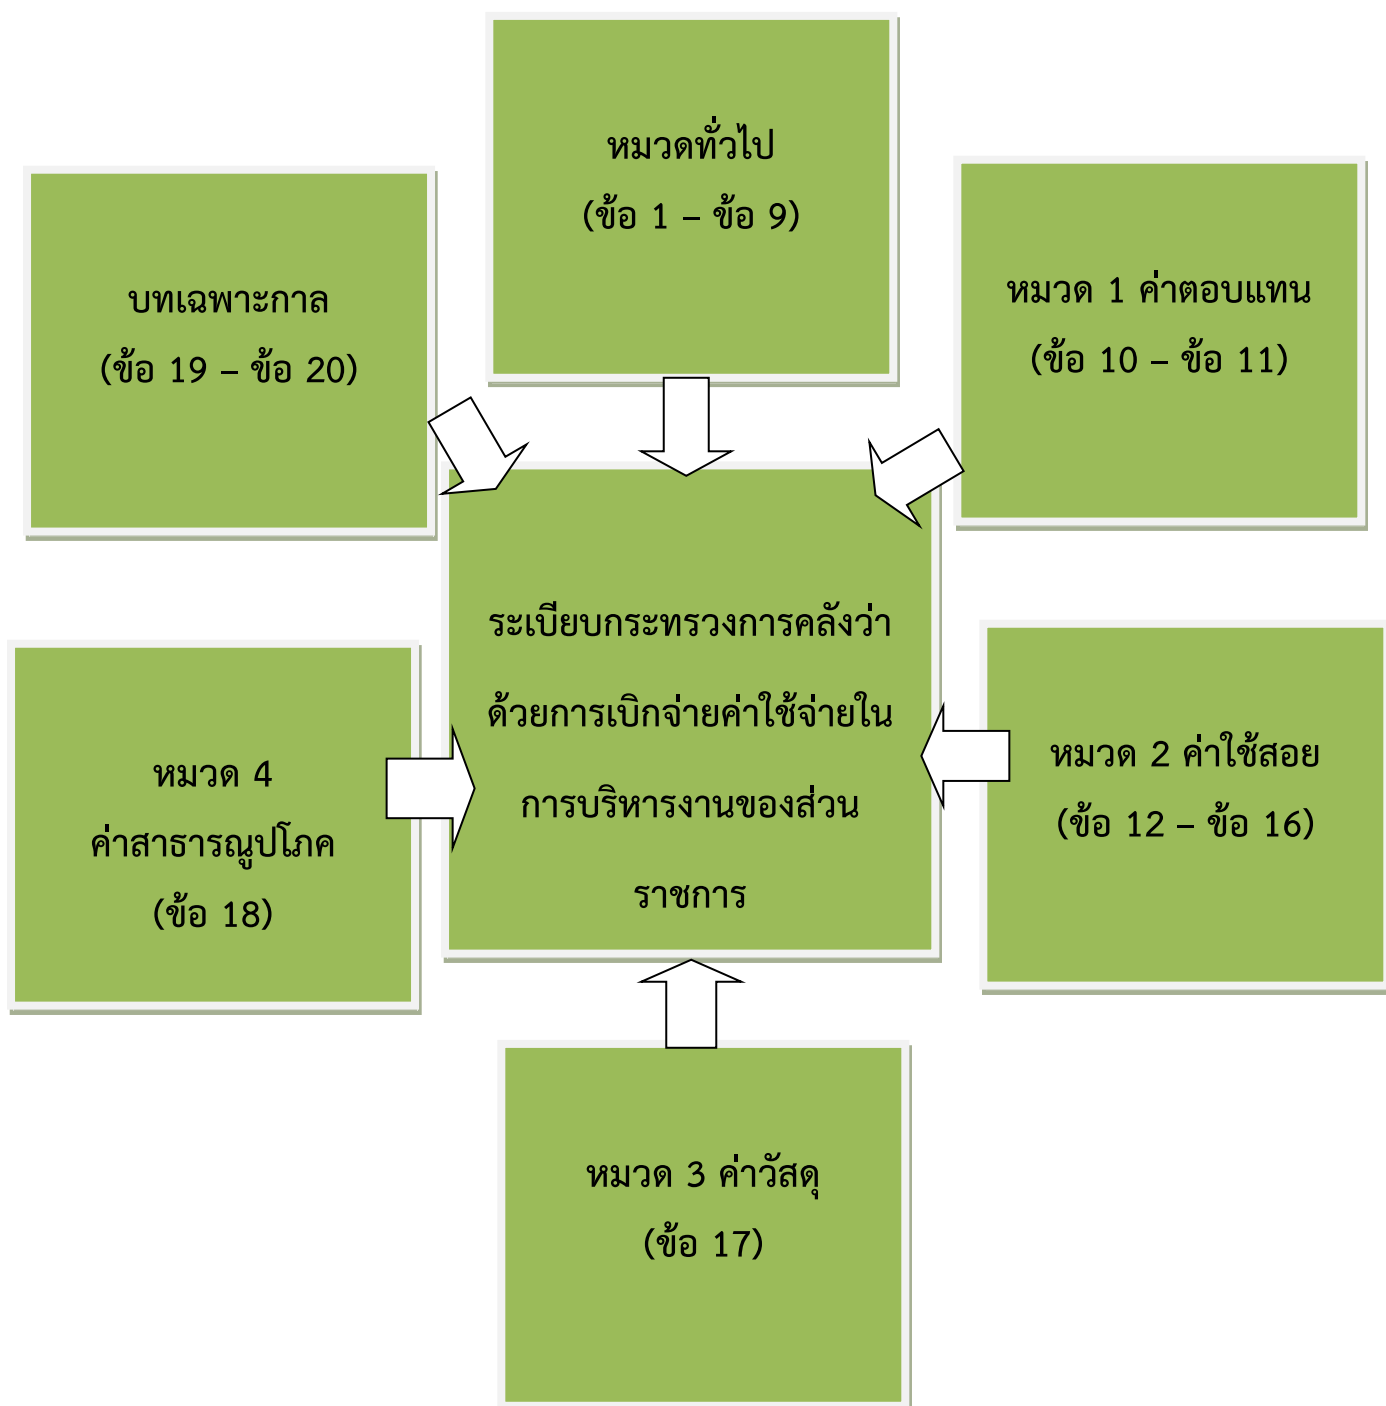 หมวดทั่วไป
(ข้อ 1 – ข้อ 9)
บทเฉพาะกาล
(ข้อ 19 – ข้อ 20)
หมวด 1 ค่าตอบแทน
(ข้อ 10 – ข้อ 11)
ระเบียบกระทรวงการคลังว่า
ด้วยการเบิกจ่ายค่าใช้จ่ายใน
การบริหารงานของส่วน
ราชการ
หมวด 4
ค่าสาธารณูปโภค
(ข้อ 18)
หมวด 2 ค่าใช้สอย
(ข้อ 12 – ข้อ 16)
หมวด 3 ค่าวัสดุ
(ข้อ 17)